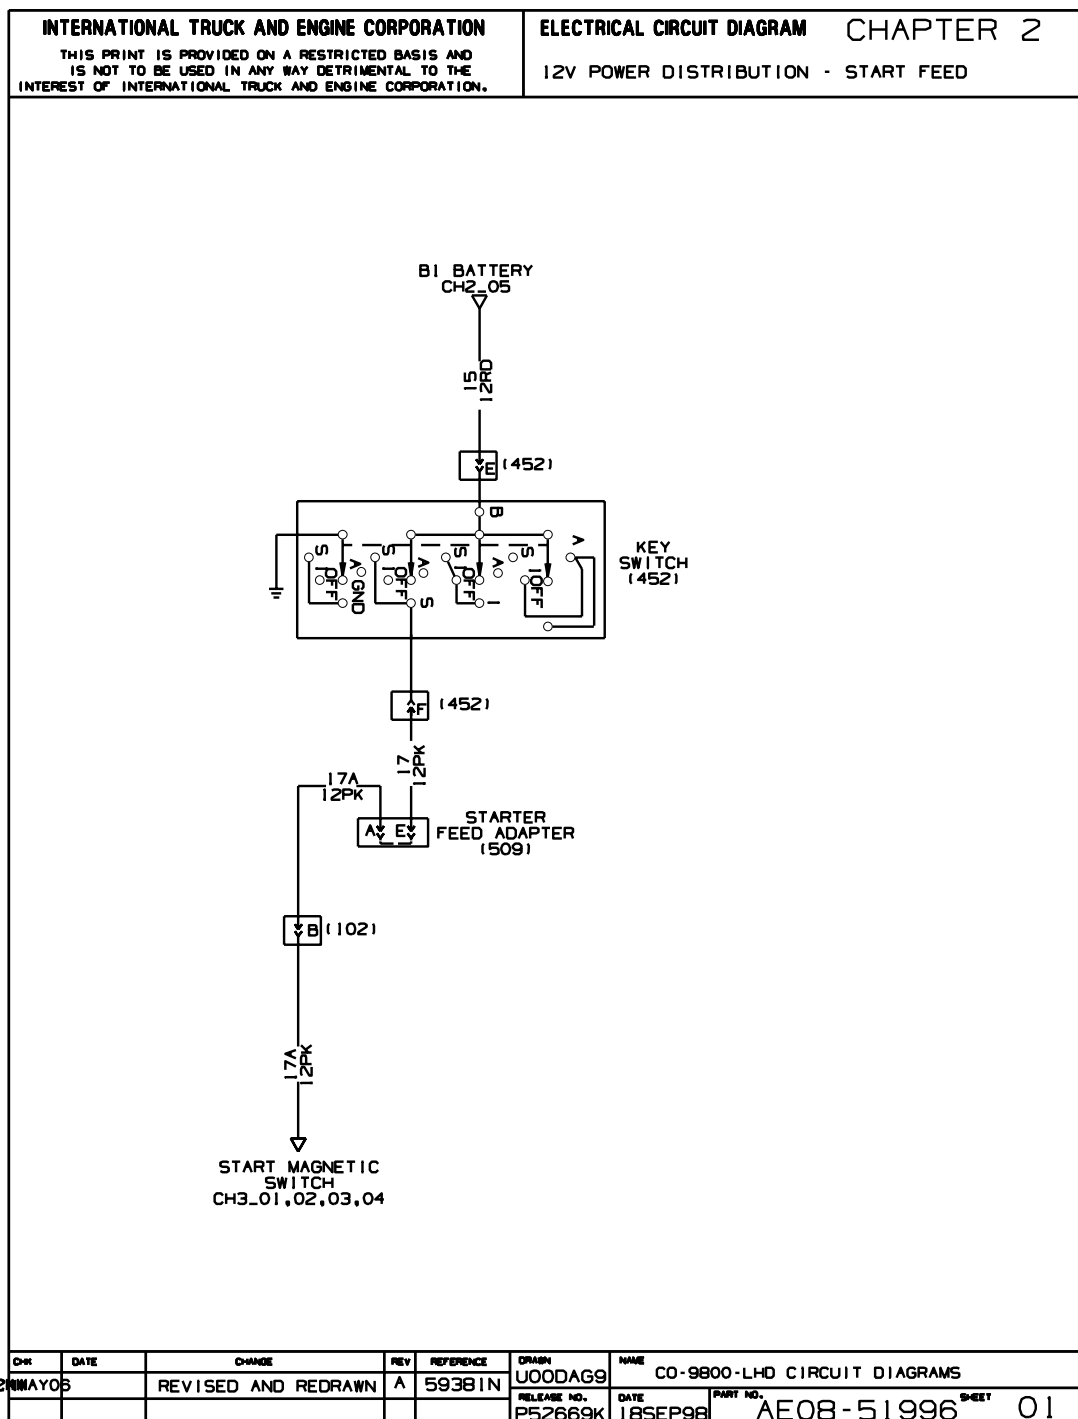 INTERNATIONAL TRUCK AND ENGINE CORPORATION
THIS PRINT IS PROVIDED ON A RESTRICTED BASIS AND
IS NOT TO BE USED IN ANY WAY DETRIMENTAL TO THE
INTEREST OF INTERNATIONAL TRUCK AND ENGINE CORPORATION.
ELECTRICAL CIRCUIT DIAGRAM CHAPTER 2
12V POWER DISTRIBUTION - START FEED
B1 BATTERY
CH2_05
15
12RD
E (452)
B
S I OFF A GND
S I OFF A S
S I OFF A I
S I OFF A
KEY
SWITCH
(452)
F (452)
17
12PK
17A
12PK
A E
STARTER
FEED ADAPTER
(509)
B (102)
17A
12PK
START MAGNETIC
SWITCH
CH3_01,02,03,04
CHK DATE CHANGE REV REFERENCE
MAY06 REVISED AND REDRAWN A 59381N
DRAWN
U00DAG9
NAME
CO-9800-LHD CIRCUIT DIAGRAMS
RELEASE NO.
P52669K
DATE
18SEP98
PART NO.
AE08-51996
SHEET
01